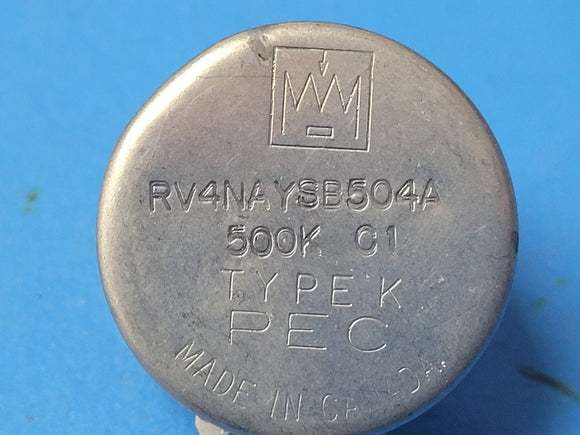 RV4NAYSB504A
500K C1
TYPE K
PEC
MADE IN CANADA